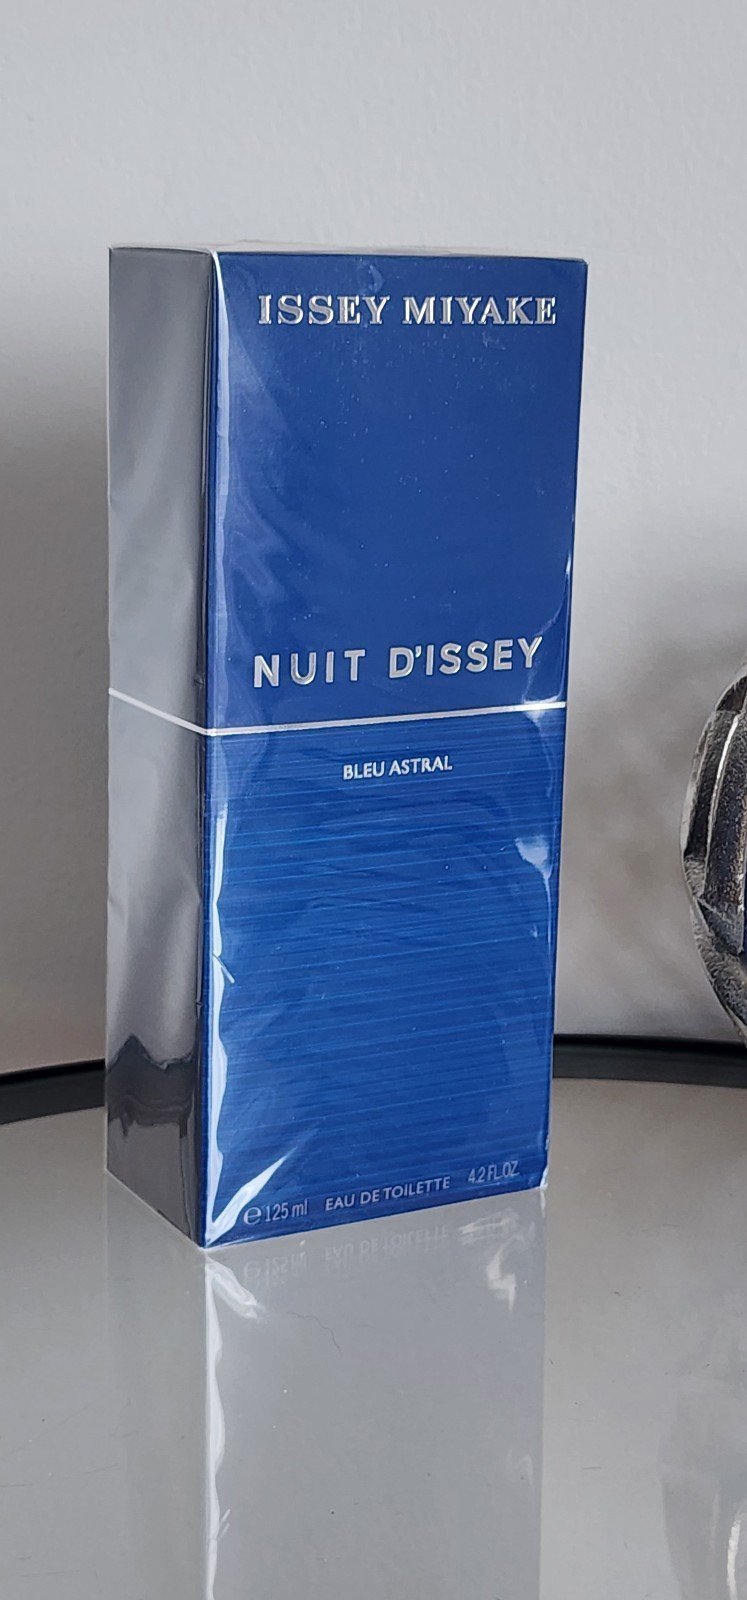 ISSEY MIYAKE
NUIT D'ISSEY
BLEU ASTRAL
℮125 ml EAU DE TOILETTE 4.2 FL.OZ